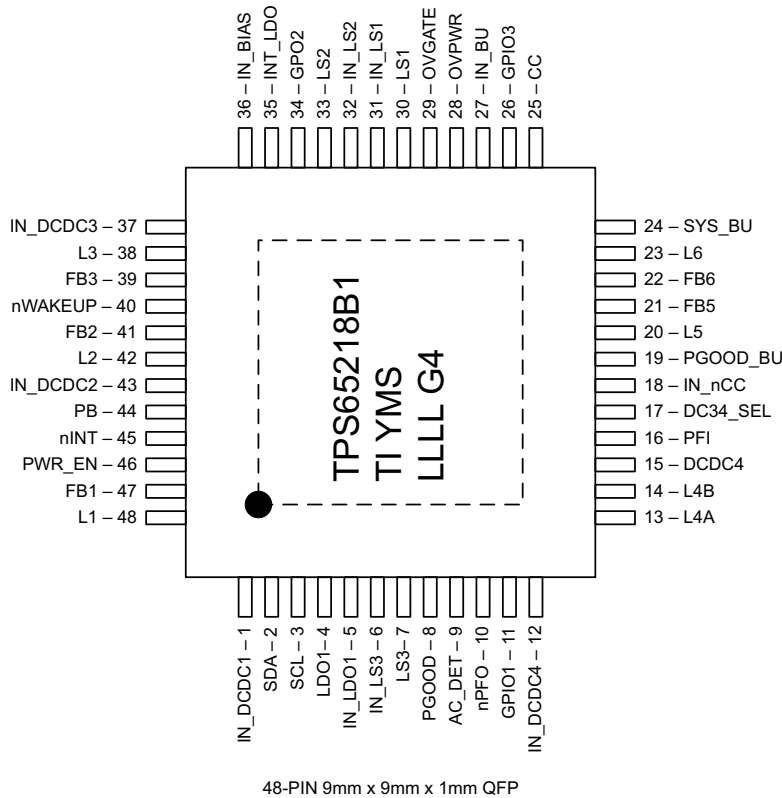 36 – IN_BIAS
35 – INT_LDO
34 – GPO2
33 – LS2
32 – IN_LS2
31 – IN_LS1
30 – LS1
29 – OVGATE
28 – OVPWR
27 – IN_BU
26 – GPIO3
25 – CC
IN_DCDC3 – 37
L3 – 38
FB3 – 39
nWAKEUP – 40
FB2 – 41
L2 – 42
IN_DCDC2 – 43
PB – 44
nINT – 45
PWR_EN – 46
FB1 – 47
L1 – 48
TPS65218B1
TI YMS
LLLL G4
24 – SYS_BU
23 – L6
22 – FB6
21 – FB5
20 – L5
19 – PGOOD_BU
18 – IN_nCC
17 – DC34_SEL
16 – PFI
15 – DCDC4
14 – L4B
13 – L4A
IN_DCDC1 – 1
SDA – 2
SCL – 3
LDO1–4
IN_LDO1 – 5
IN_LS3 – 6
LS3–7
PGOOD – 8
AC_DET – 9
nPFO – 10
GPIO1 – 11
IN_DCDC4 – 12
48-PIN 9mm x 9mm x 1mm QFP